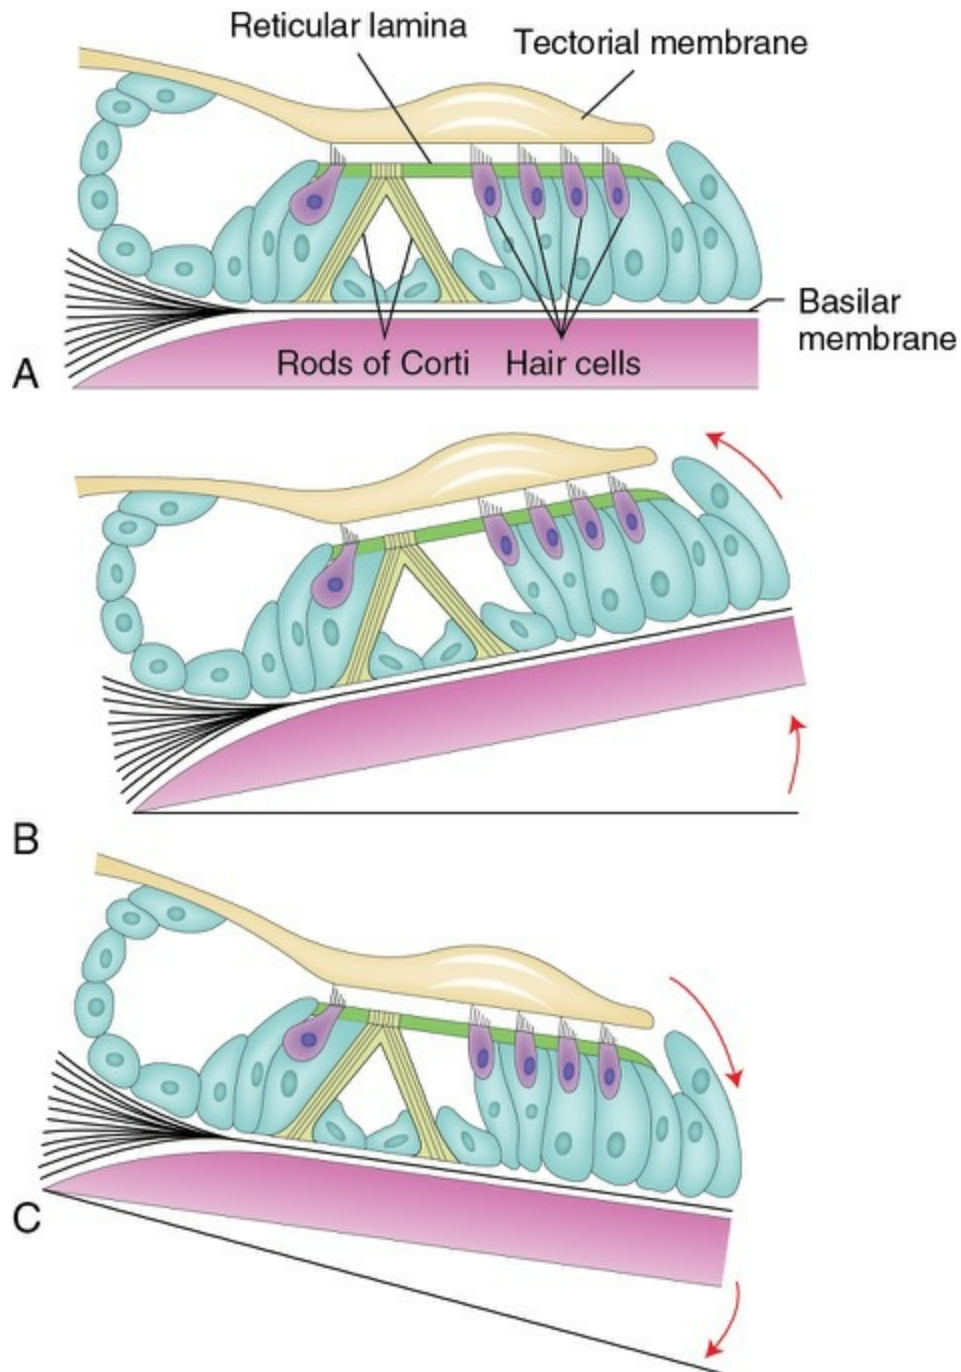 Reticular lamina
Tectorial membrane
Basilar
membrane
Rods of Corti
Hair cells
A
B
C